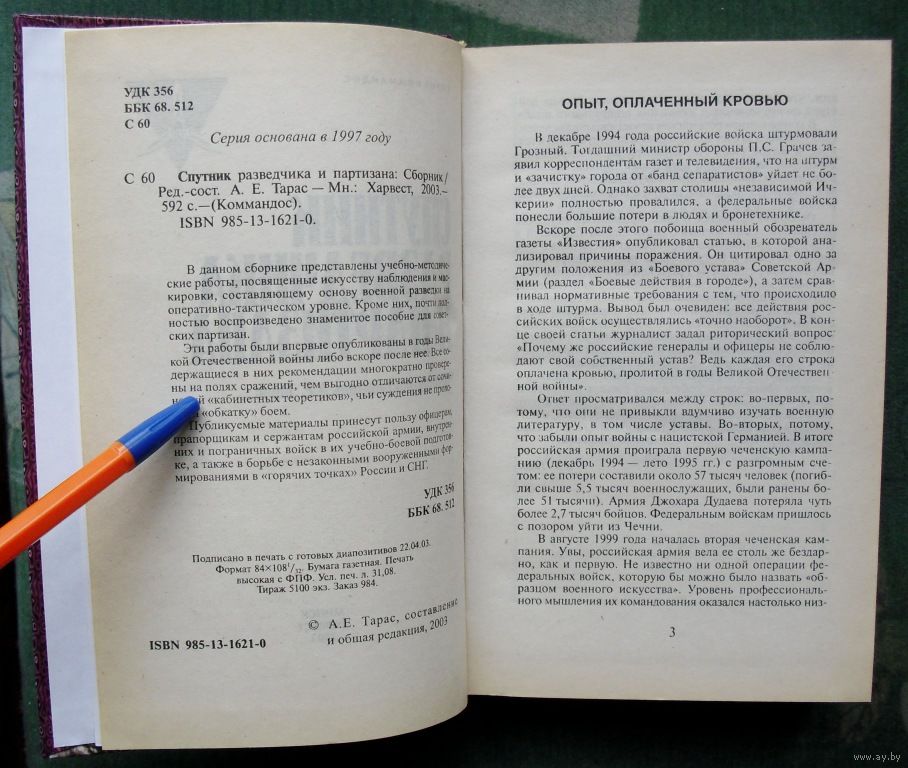 УДК 356
ББК 68. 512
С 60
Серия основана в 1997 году
С 60 Спутник разведчика и партизана: Сборник/
Ред.-сост. А. Е. Тарас — Мн.: Харвест, 2003.–
592 с.—(Коммандос).
ISBN 985-13-1621-0.
В данном сборнике представлены учебно-методиче-
ские работы, посвященные искусству наблюдения и мас-
кировки, составляющему основу военной разведки на
оперативно-тактическом уровне. Кроме них, почти пол-
ностью воспроизведено знаменитое пособие для совет-
ских партизан.
Эти работы были впервые опубликованы в годы Вели-
кой Отечественной войны либо вскоре после нее. Все со-
держащиеся в них рекомендации многократно провере-
ны на полях сражений, чем выгодно отличаются от сочи-
й «кабинетных теоретиков», чьи суждения не прохо-
«обкатку» боем.
Публикуемые материалы принесут пользу офицерам,
прапорщикам и сержантам российской армии, внутрен-
них и пограничных войск в их учебно-боевой подготов-
ке, а также в борьбе с незаконными вооруженными фор-
мированиями в «горячих точках» России и СНГ.
УДК 356
ББК 68. 512
Подписано в печать с готовых диапозитивов 22.04.03.
Формат 84×108¹/₃₂. Бумага газетная. Печать
высокая с ФПФ. Усл. печ. л. 31,08.
Тираж 5100 экз. Заказ 984.
© А.Е. Тарас, составление
и общая редакция, 2003
ISBN 985-13-1621-0
ОПЫТ, ОПЛАЧЕННЫЙ КРОВЬЮ
В декабре 1994 года российские войска штурмовали
Грозный. Тогдашний министр обороны П.С. Грачев за-
явил корреспондентам газет и телевидения, что на штурм
и «зачистку» города от «банд сепаратистов» уйдет не бо-
лее двух дней. Однако захват столицы «независимой Ич-
керии» полностью провалился, а федеральные войска
понесли большие потери в людях и бронетехнике.
Вскоре после этого побоища военный обозреватель
газеты «Известия» опубликовал статью, в которой ана-
лизировал причины поражения. Он цитировал одно за
другим положения из «Боевого устава» Советской Ар-
мии (раздел «Боевые действия в городе»), а затем срав-
нивал нормативные требования с тем, что происходило
в ходе штурма. Вывод был очевиден: все действия рос-
сийских войск осуществлялись «точно наоборот». В кон-
це своей статьи журналист задал риторический вопрос:
«Почему же российские генералы и офицеры не соблю-
дают свой собственный устав? Ведь каждая его строка
оплачена кровью, пролитой в годы Великой Отечествен-
ной войны».
Ответ просматривался между строк: во-первых, по-
тому, что они не привыкли вдумчиво изучать военную
литературу, в том числе уставы. Во-вторых, потому,
что забыли опыт войны с нацистской Германией. В итоге
российская армия проиграла первую чеченскую кампа-
нию (декабрь 1994 — лето 1995 гг.) с разгромным сче-
том: ее потери составили около 57 тысяч человек (погиб-
ли свыше 5,5 тысяч военнослужащих, были ранены бо-
лее 51 тысячи). Армия Джохара Дудаева потеряла чуть
более 2,7 тысяч бойцов. Федеральным войскам пришлось
с позором уйти из Чечни.
В августе 1999 года началась вторая чеченская кам-
пания. Увы, российская армия вела ее столь же бездар-
но, как и первую. Не известно ни одной операции фе-
деральных войск, которую бы можно было назвать «об-
разцом военного искусства». Уровень профессиональ-
ного мышления их командования оказался настолько низ-
3
www.ay.by